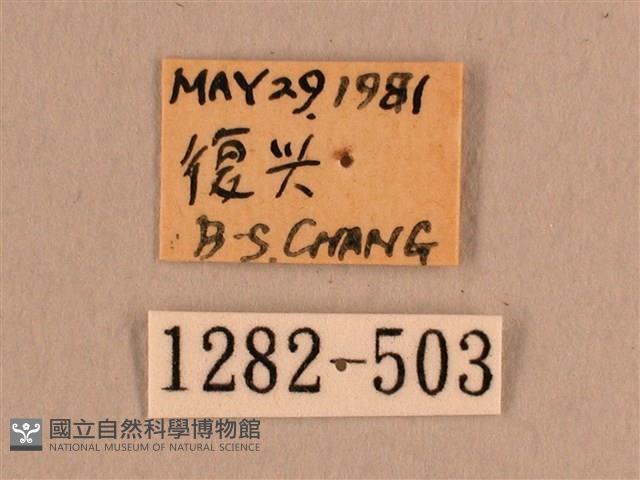 MAY 29. 1981
復兴
B-S. CHANG
1282-503
國立自然科學博物館
NATIONAL MUSEUM OF NATURAL SCIENCE